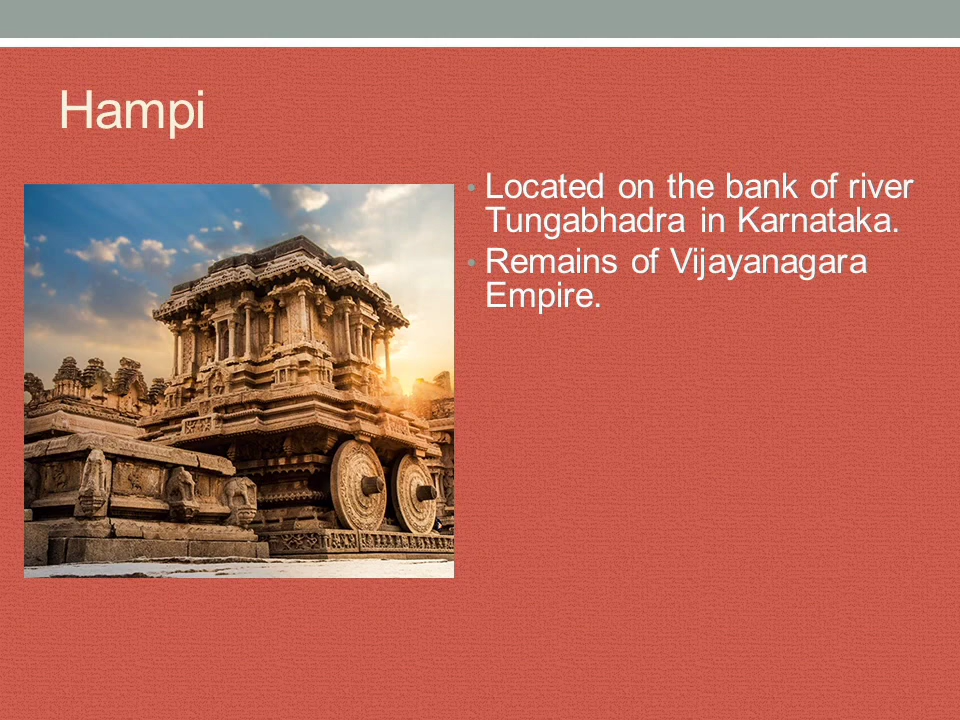 Hampi
• Located on the bank of river
Tungabhadra in Karnataka.
• Remains of Vijayanagara
Empire.